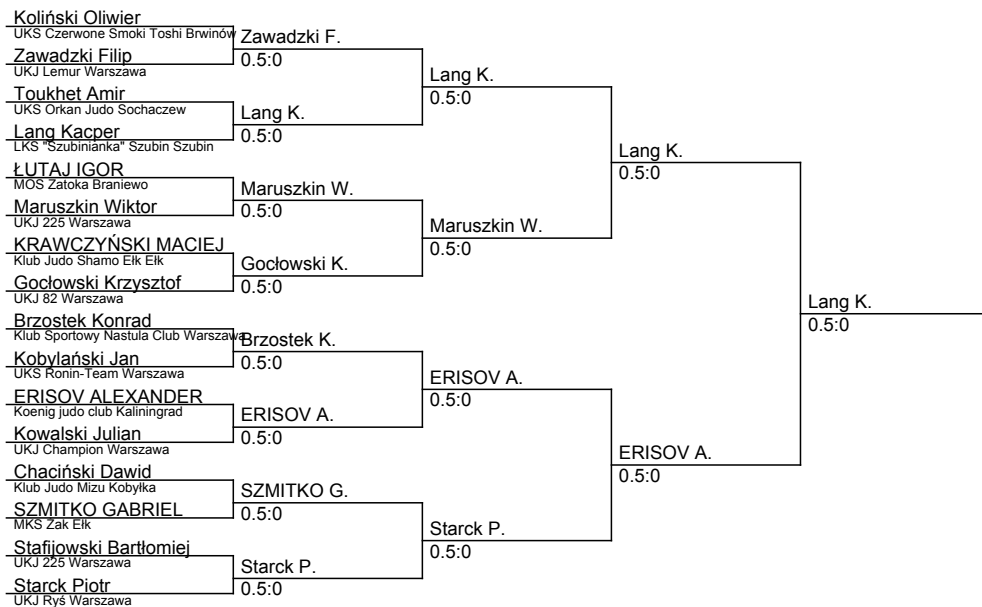 Koliński Oliwier
UKS Czerwone Smoki Toshi Brwinów
Zawadzki Filip
UKJ Lemur Warszawa
Toukhet Amir
UKS Orkan Judo Sochaczew
Lang Kacper
LKS "Szubinianka" Szubin Szubin
ŁUTAJ IGOR
MOS Zatoka Braniewo
Maruszkin Wiktor
UKJ 225 Warszawa
KRAWCZYŃSKI MACIEJ
Klub Judo Shamo Ełk Ełk
Gocłowski Krzysztof
UKJ 82 Warszawa
Brzostek Konrad
Klub Sportowy Nastula Club Warszawa
Kobylański Jan
UKS Ronin-Team Warszawa
ERISOV ALEXANDER
Koenig judo club Kaliningrad
Kowalski Julian
UKJ Champion Warszawa
Chaciński Dawid
Klub Judo Mizu Kobyłka
SZMITKO GABRIEL
MKS Żak Ełk
Stafijowski Bartłomiej
UKJ 225 Warszawa
Starck Piotr
UKJ Ryś Warszawa
Zawadzki F.
0.5:0
Lang K.
0.5:0
Maruszkin W.
0.5:0
Gocłowski K.
0.5:0
Brzostek K.
0.5:0
ERISOV A.
0.5:0
SZMITKO G.
0.5:0
Starck P.
0.5:0
Lang K.
0.5:0
Maruszkin W.
0.5:0
ERISOV A.
0.5:0
Starck P.
0.5:0
Lang K.
0.5:0
ERISOV A.
0.5:0
Lang K.
0.5:0